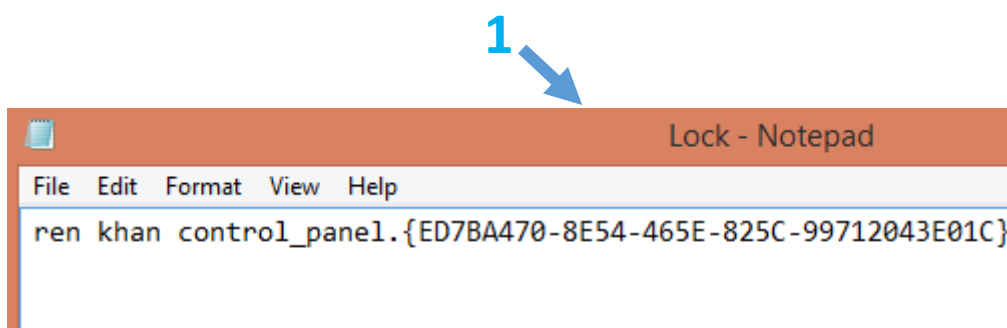 1
Lock - Notepad
File Edit Format View Help
ren khan control_panel.{ED7BA470-8E54-465E-825C-99712043E01C}